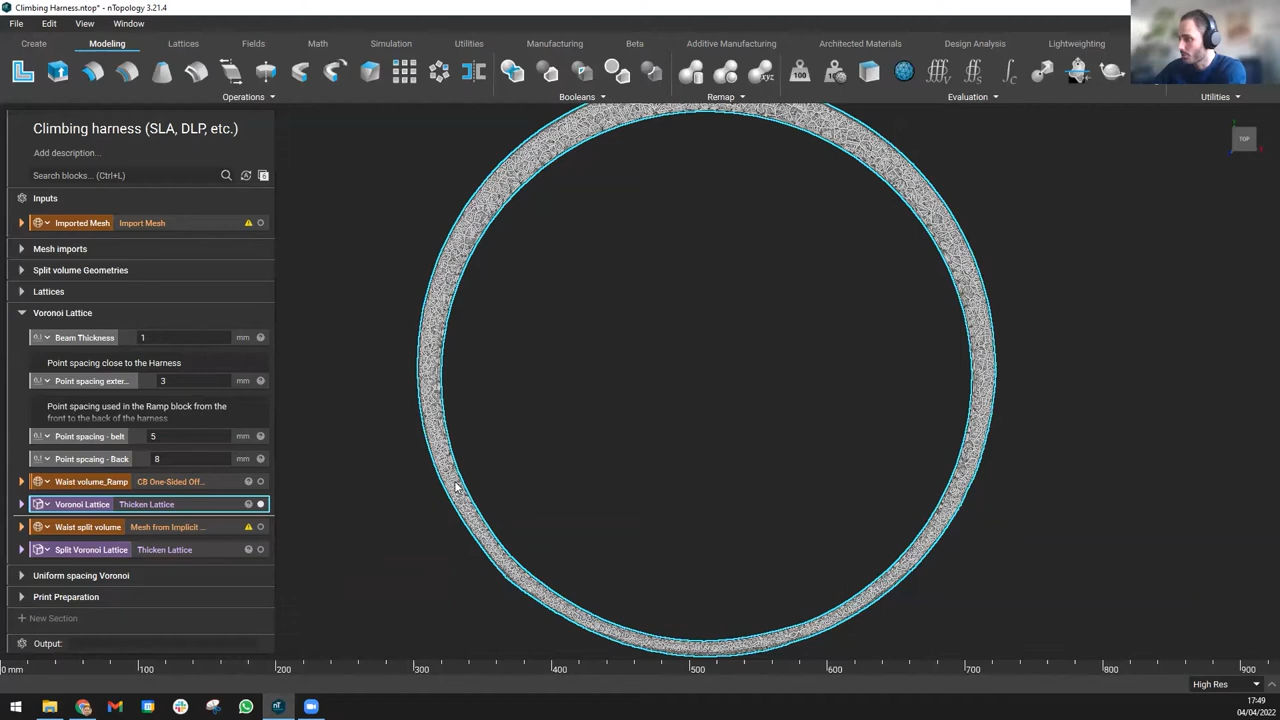 Climbing Harness.ntop* - nTopology 3.21.4
File Edit View Window
Create Modeling Lattices Fields Math Simulation Utilities Manufacturing Beta Additive Manufacturing Architected Materials Design Analysis Lightweighting
Operations Booleans Remap Evaluation Utilities
Climbing harness (SLA, DLP, etc.)
Add description...
Search blocks... (Ctrl+L)
Inputs
Imported Mesh Import Mesh
Mesh imports
Split volume Geometries
Lattices
Voronoi Lattice
Beam Thickness 1 mm
Point spacing close to the Harness
Point spacing exter... 3 mm
Point spacing used in the Ramp block from the
front to the back of the harness
Point spacing - belt 5 mm
Point spcaing - Back 8 mm
Waist volume_Ramp CB One-Sided Off...
Voronoi Lattice Thicken Lattice
Waist split volume Mesh from Implicit ...
Split Voronoi Lattice Thicken Lattice
Uniform spacing Voronoi
Print Preparation
+ New Section
Output:
TOP
0 mm 100 200 300 400 500 600 700 800 900
High Res
17:49
04/04/2022